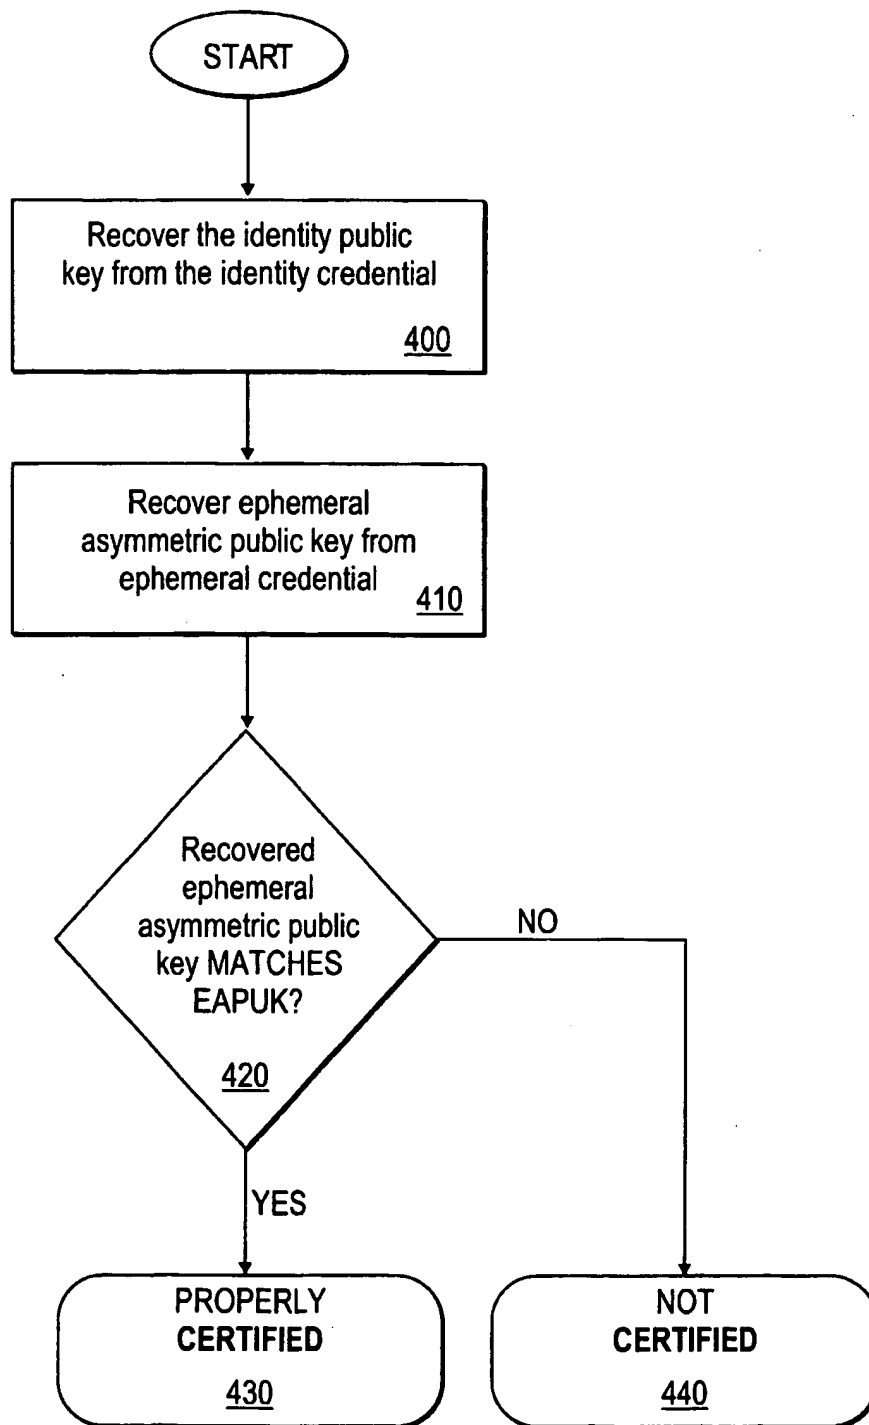 START
Recover the identity public
key from the identity credential
400
Recover ephemeral
asymmetric public key from
ephemeral credential
410
Recovered
ephemeral
asymmetric public
key MATCHES
EAPUK?
420
NO
YES
PROPERLY
CERTIFIED
430
NOT
CERTIFIED
440